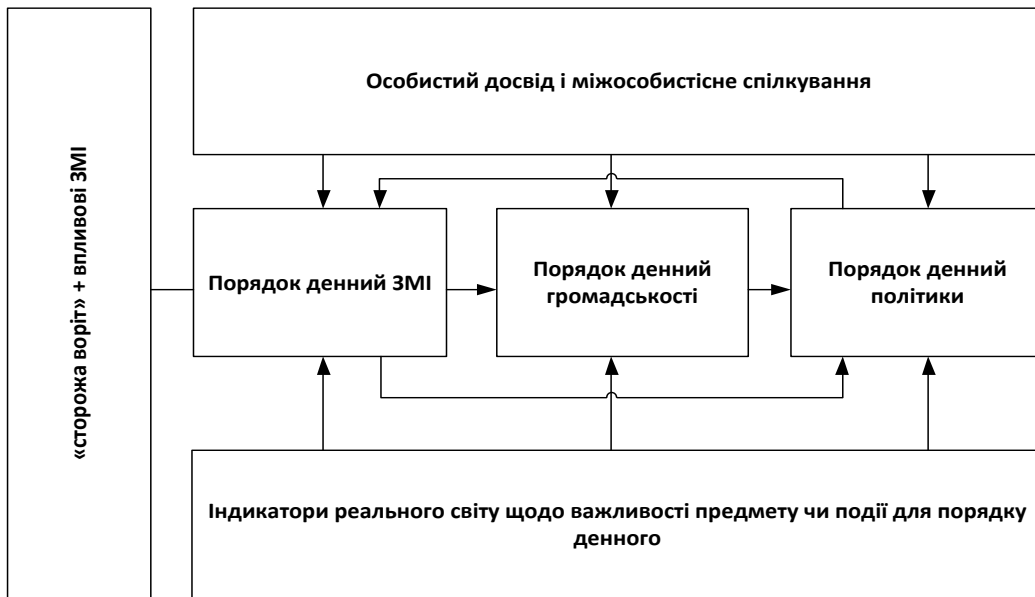 «сторожа воріт» + впливові ЗМІ
Особистий досвід і міжособистісне спілкування
Порядок денний ЗМІ
Порядок денний
громадськості
Порядок денний
політики
Індикатори реального світу щодо важливості предмету чи події для порядку
денного